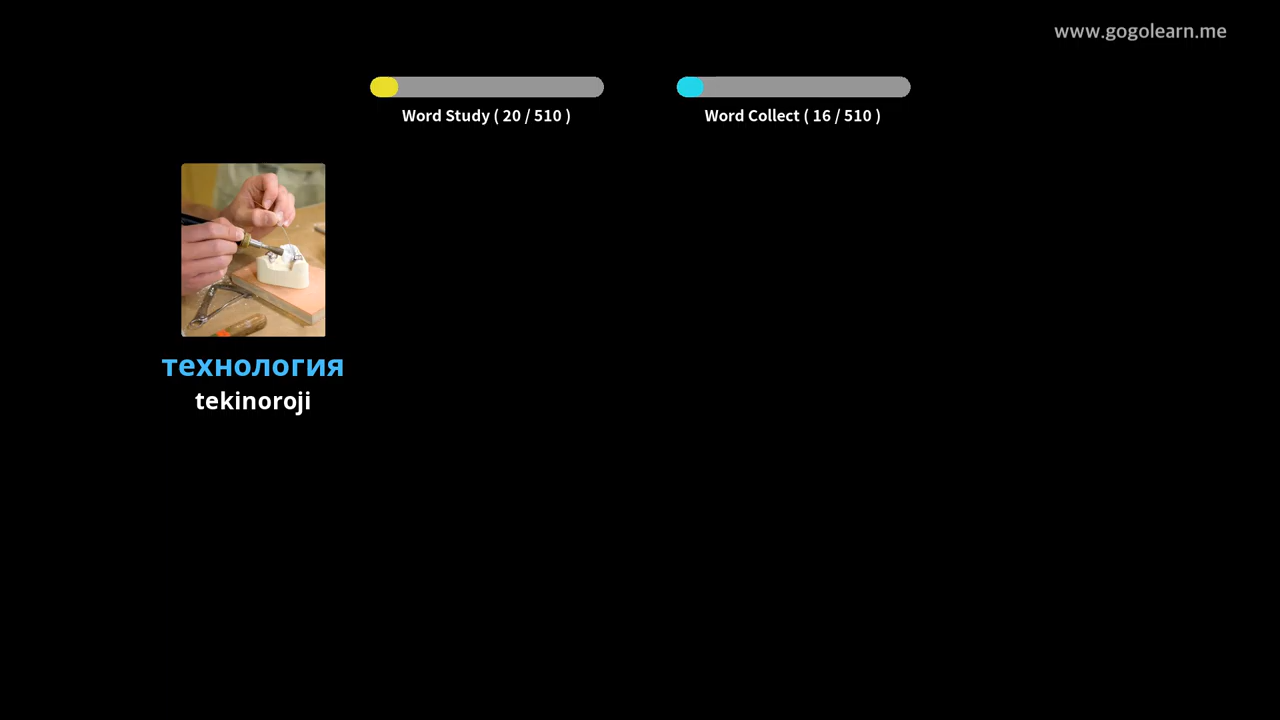 www.gogolearn.me
Word Study ( 20 / 510 )
Word Collect ( 16 / 510 )
технология
tekinoroji